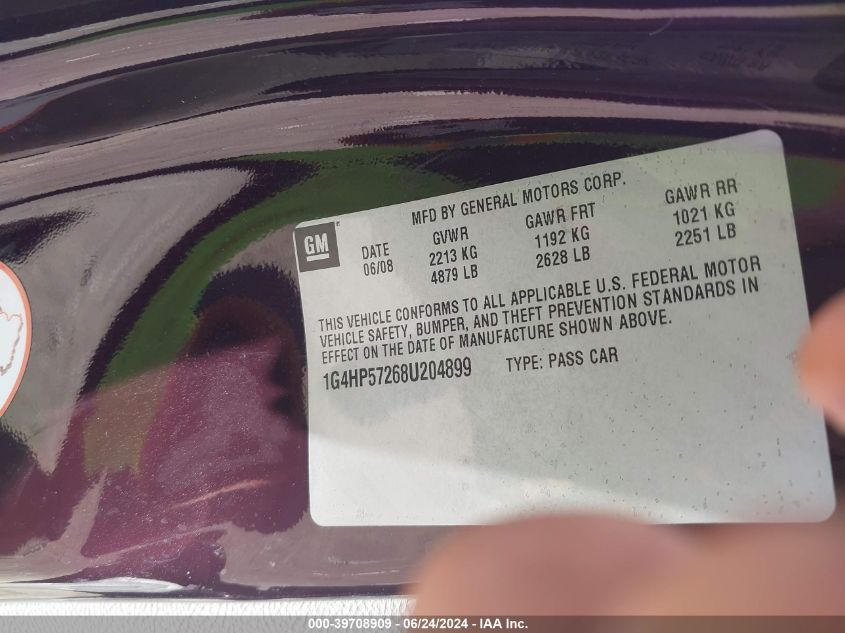 MFD BY GENERAL MOTORS CORP.
GM
DATE GVWR GAWR FRT GAWR RR
06/08 2213 KG 1192 KG 1021 KG
4879 LB 2628 LB 2251 LB
THIS VEHICLE CONFORMS TO ALL APPLICABLE U.S. FEDERAL MOTOR
VEHICLE SAFETY, BUMPER, AND THEFT PREVENTION STANDARDS IN
EFFECT ON THE DATE OF MANUFACTURE SHOWN ABOVE.
1G4HP57268U204899 TYPE: PASS CAR
000-39708909 - 06/24/2024 - IAA Inc.